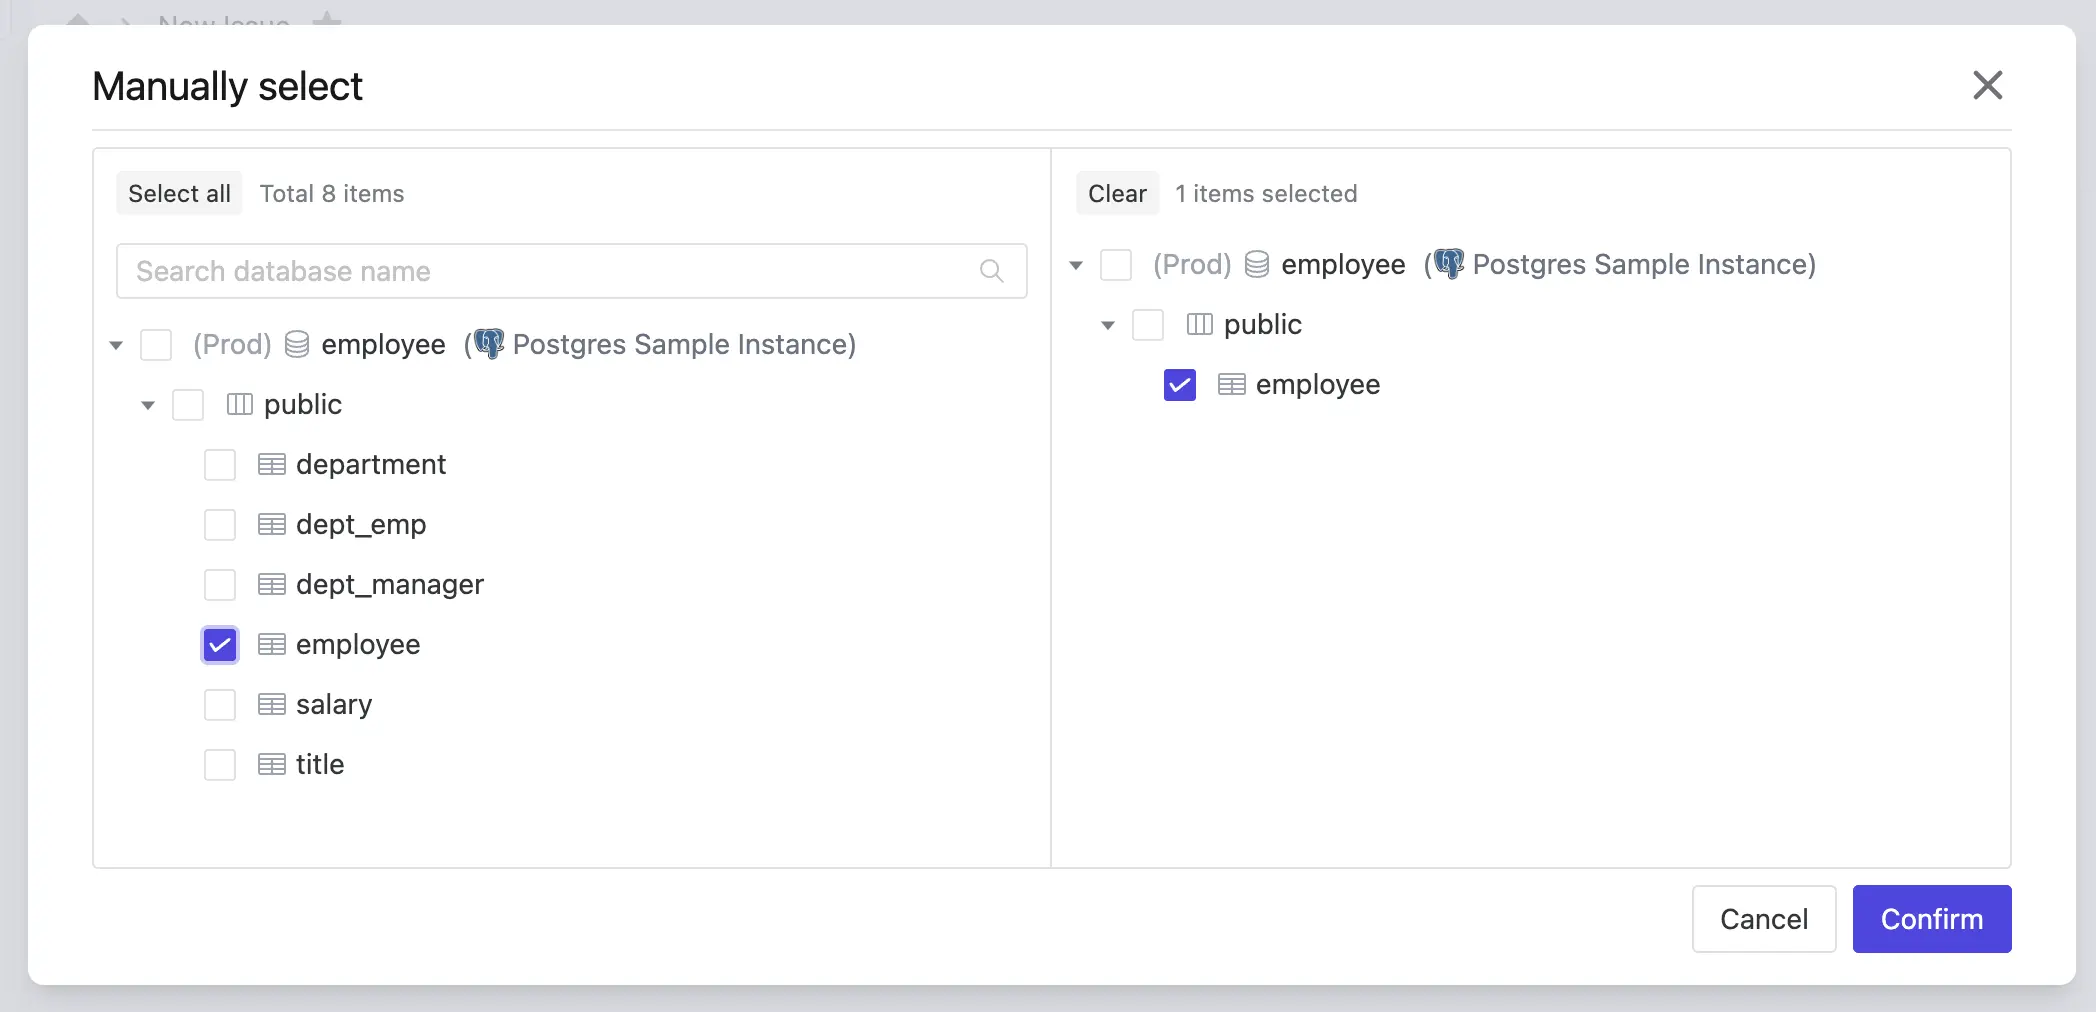 New Issue
Manually select
Select all Total 8 items
Search database name
(Prod) employee (Postgres Sample Instance)
public
department
dept_emp
dept_manager
employee
salary
title
Clear 1 items selected
(Prod) employee (Postgres Sample Instance)
public
employee
Cancel Confirm